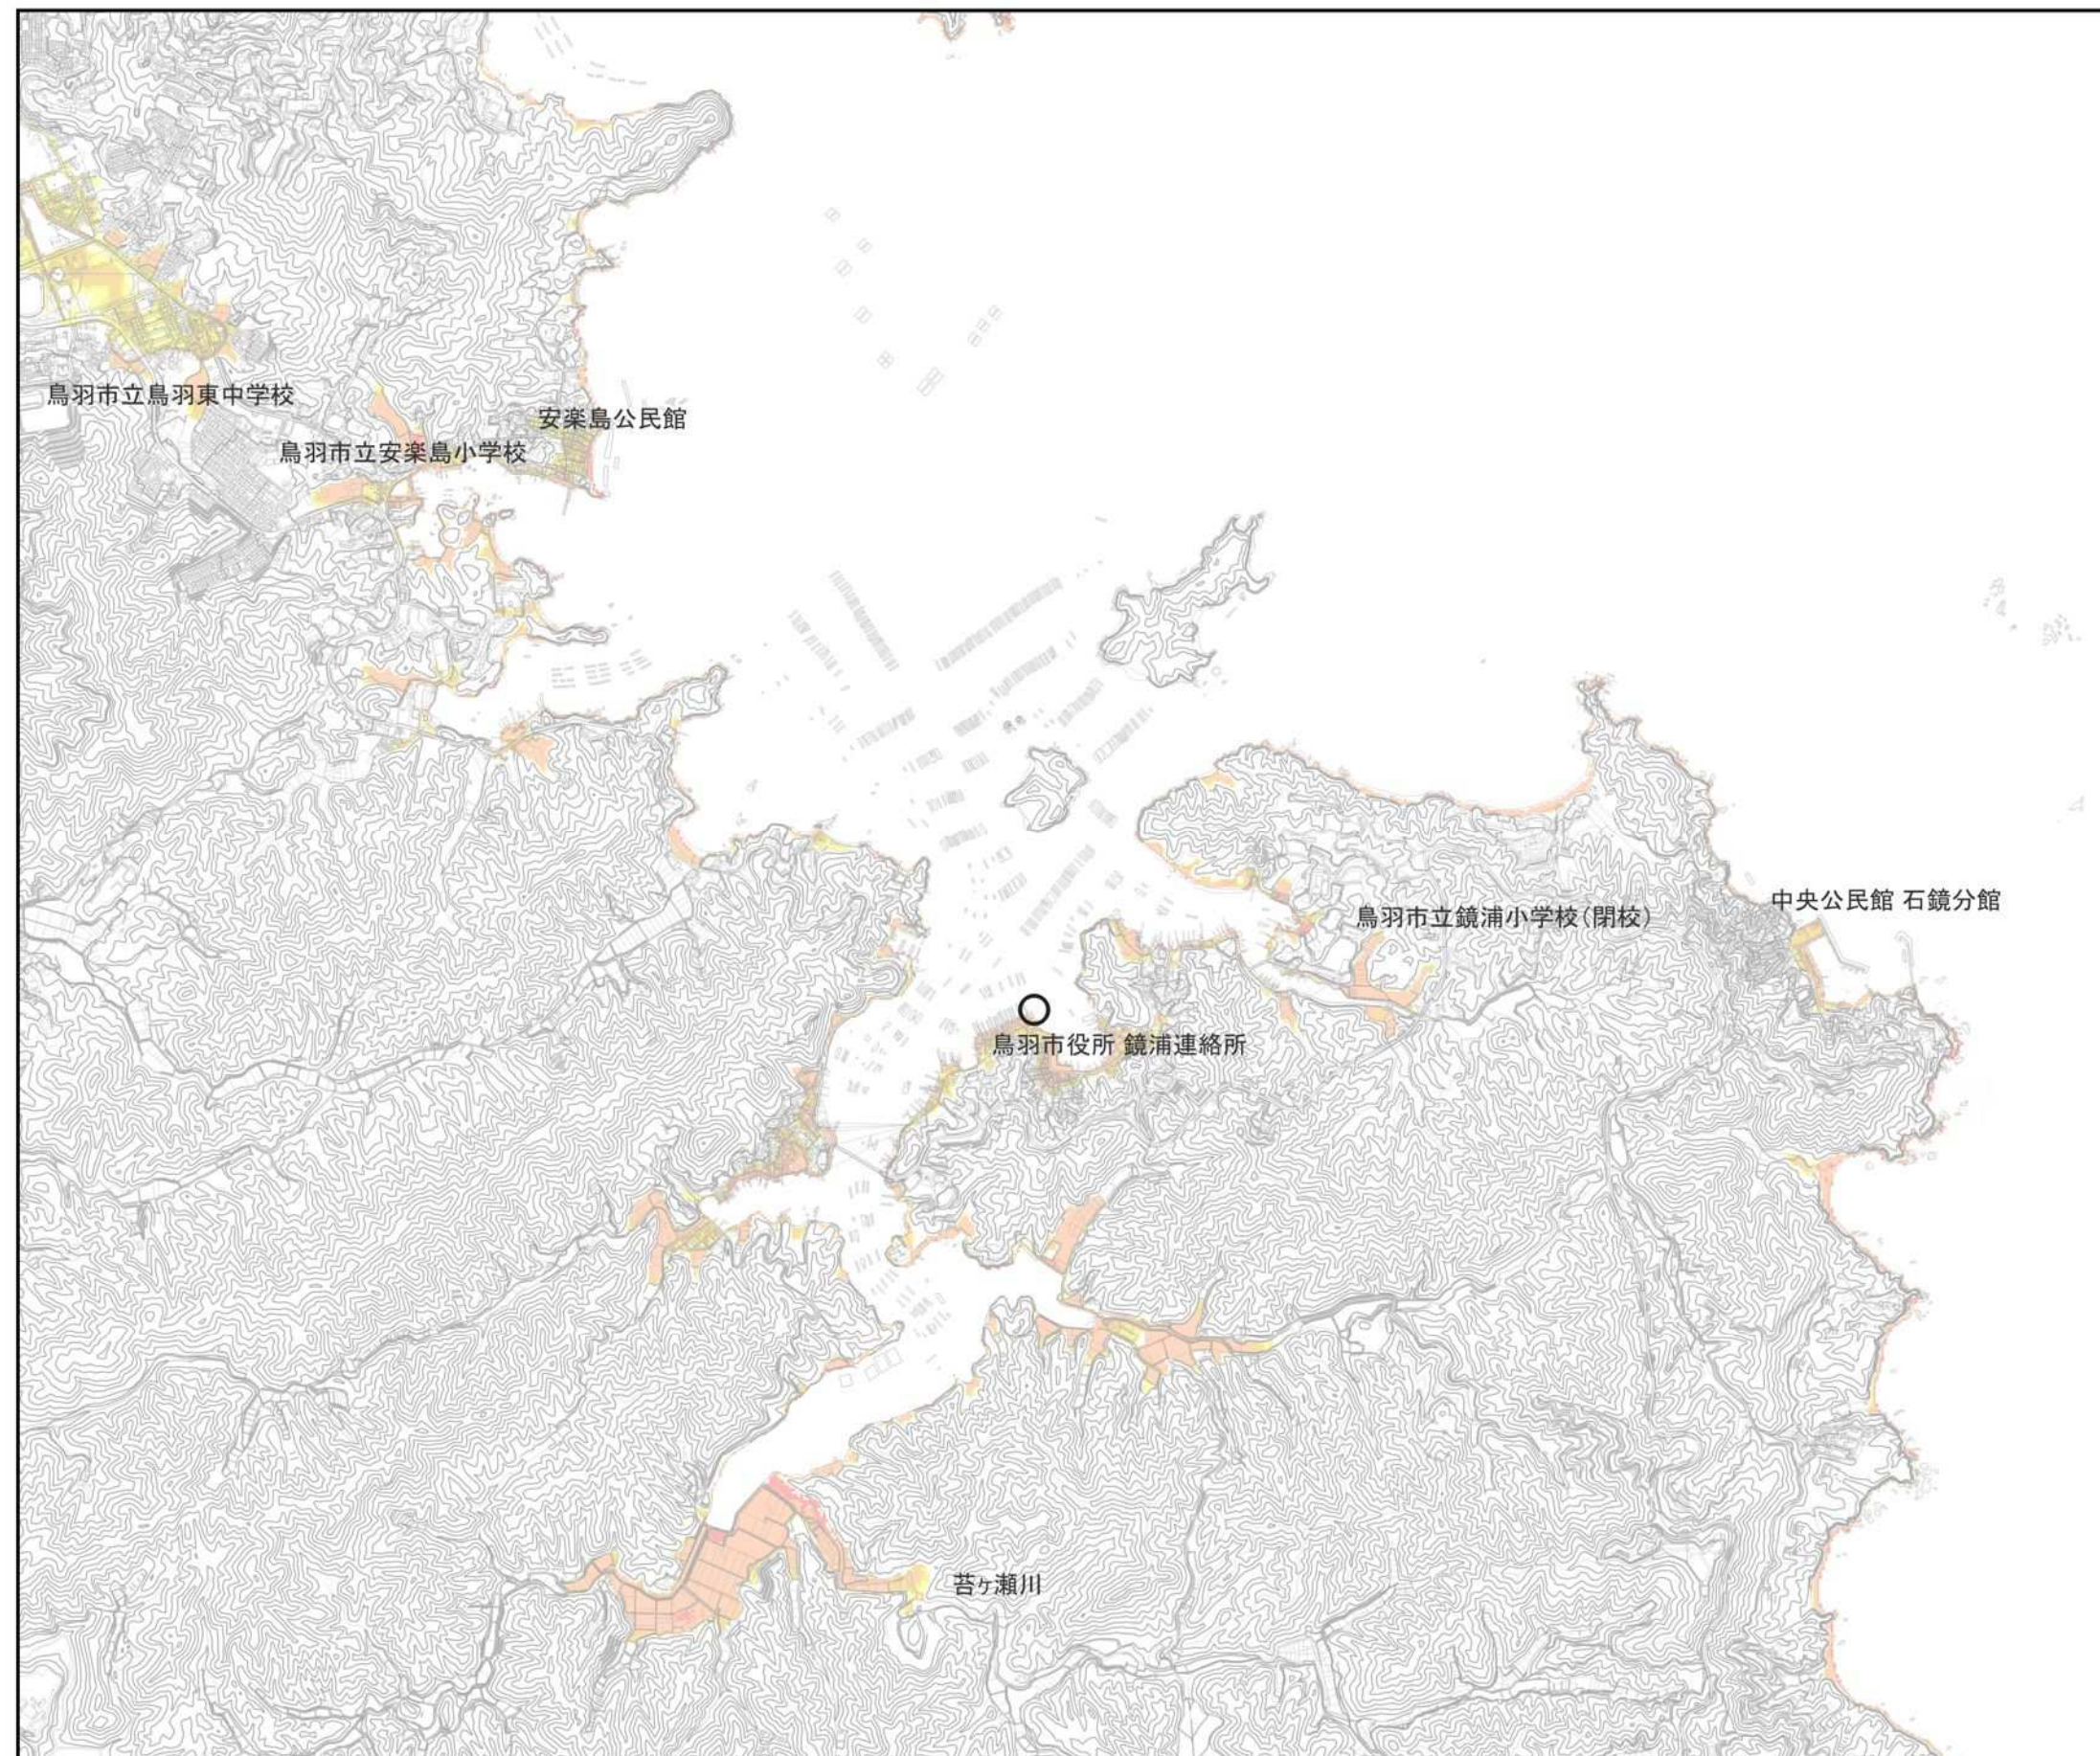 鳥羽市立鳥羽東中学校
安楽島公民館
鳥羽市立安楽島小学校
中央公民館 石鏡分館
鳥羽市立鏡浦小学校(閉校)
鳥羽市役所 鏡浦連絡所
苔ヶ瀬川